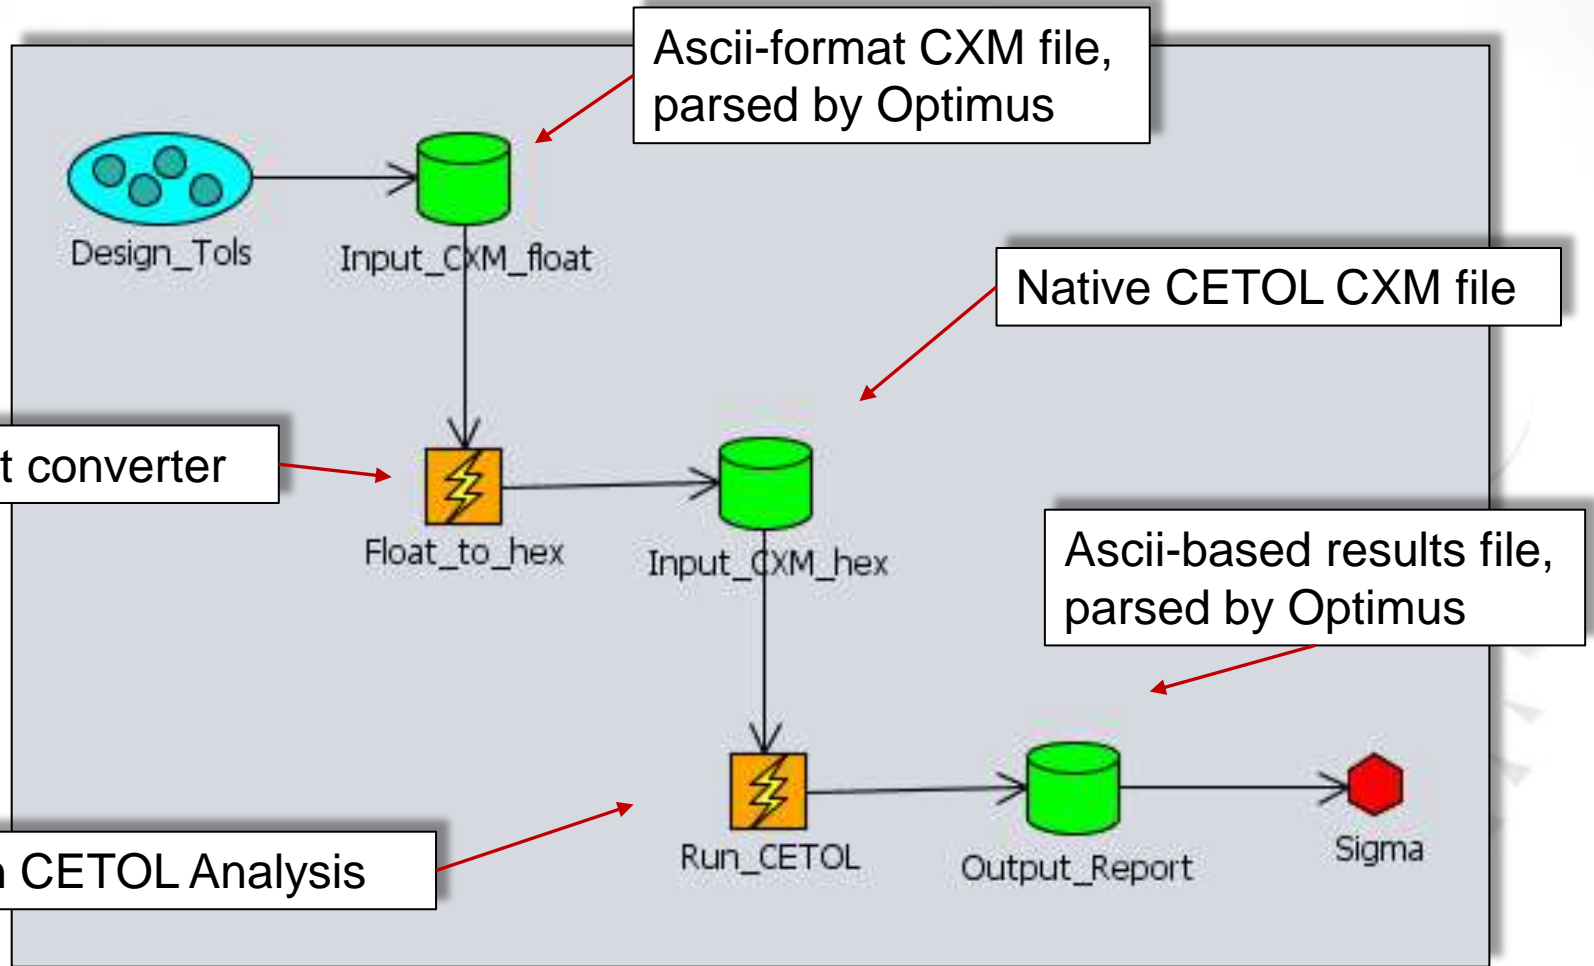 Ascii-format CXM file,
parsed by Optimus
Design_Tols
Input_CXM_float
Native CETOL CXM file
t converter
Float_to_hex
Input_CXM_hex
Ascii-based results file,
parsed by Optimus
Run_CETOL
Output_Report
Sigma
CETOL Analysis